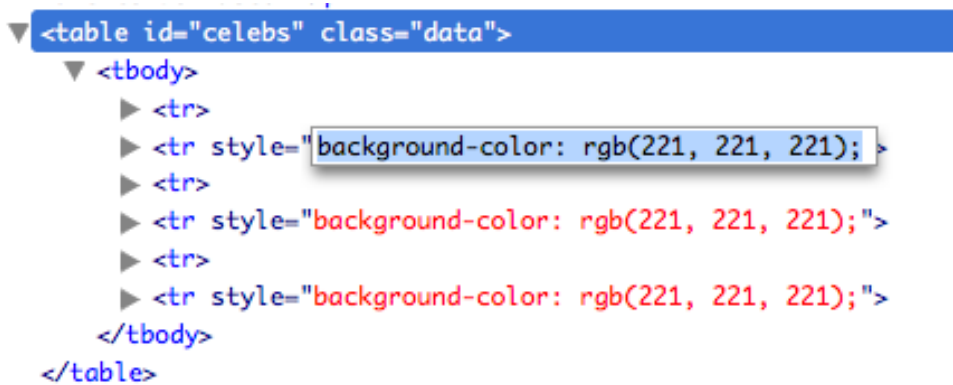 <table id="celebs" class="data">
<tbody>
<tr>
<tr style="background-color: rgb(221, 221, 221); >
<tr>
<tr style="background-color: rgb(221, 221, 221);">
<tr>
<tr style="background-color: rgb(221, 221, 221);">
</tbody>
</table>